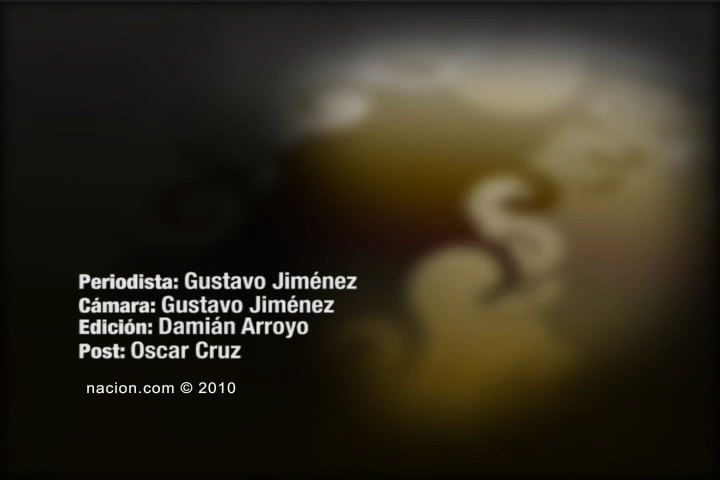 Periodista: Gustavo Jiménez
Cámara: Gustavo Jiménez
Edición: Damián Arroyo
Post: Oscar Cruz
nacion.com © 2010